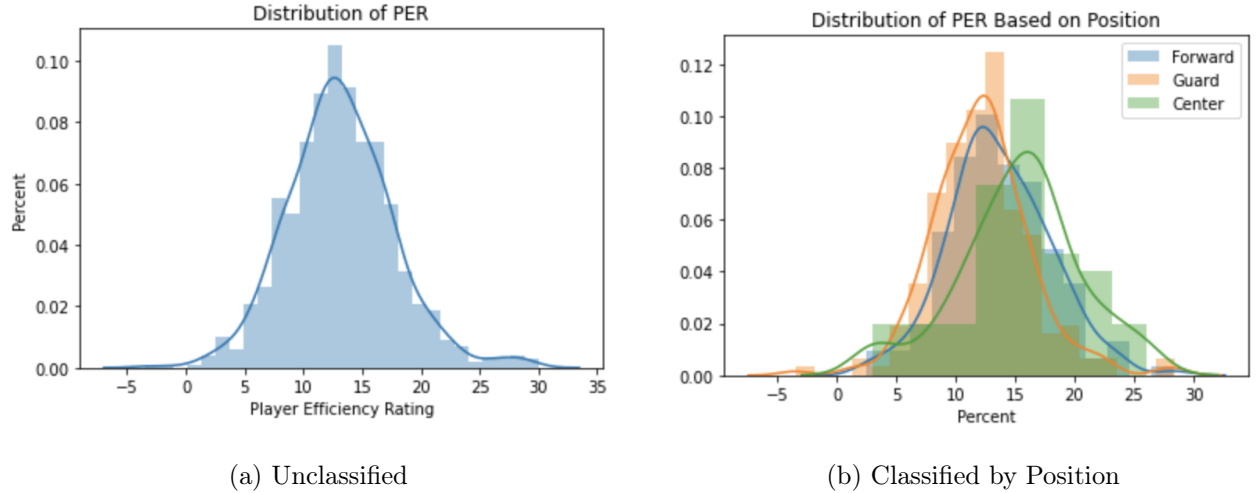 Distribution of PER
0.10
0.08
0.06
0.04
0.02
0.00
Percent
-5 0 5 10 15 20 25 30 35
Player Efficiency Rating
(a) Unclassified
Distribution of PER Based on Position
Forward
Guard
Center
0.12
0.10
0.08
0.06
0.04
0.02
0.00
−5 0 5 10 15 20 25 30
Percent
(b) Classified by Position